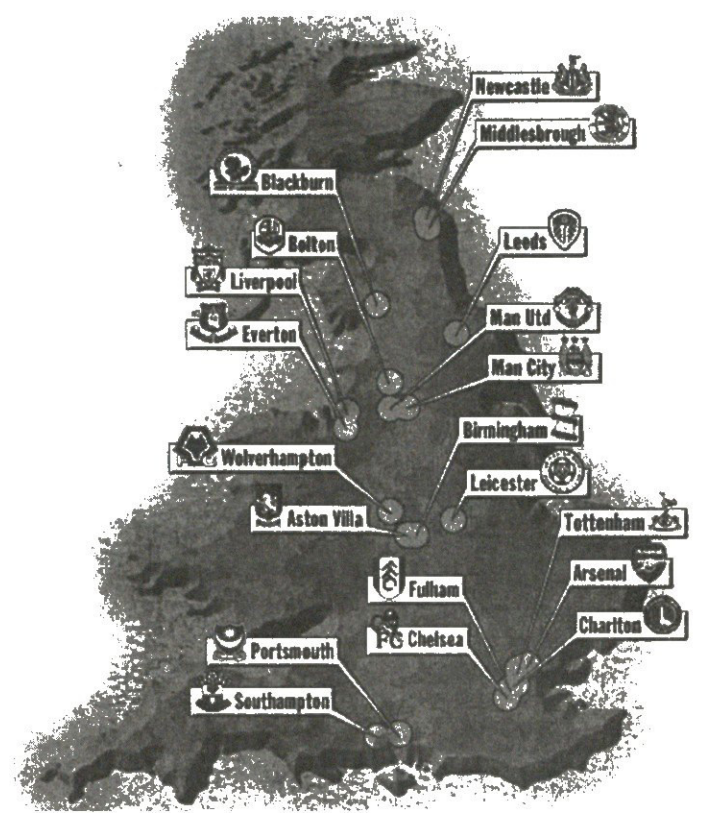 Newcastle
Middlesbrough
Blackburn
Bolton
Leeds
Liverpool
Man Utd
Everton
Man City
Birmingham
Wolverhampton
Leicester
Aston Villa
Tottenham
Arsenal
Fulham
Charlton
FC Chelsea
Portsmouth
Southampton